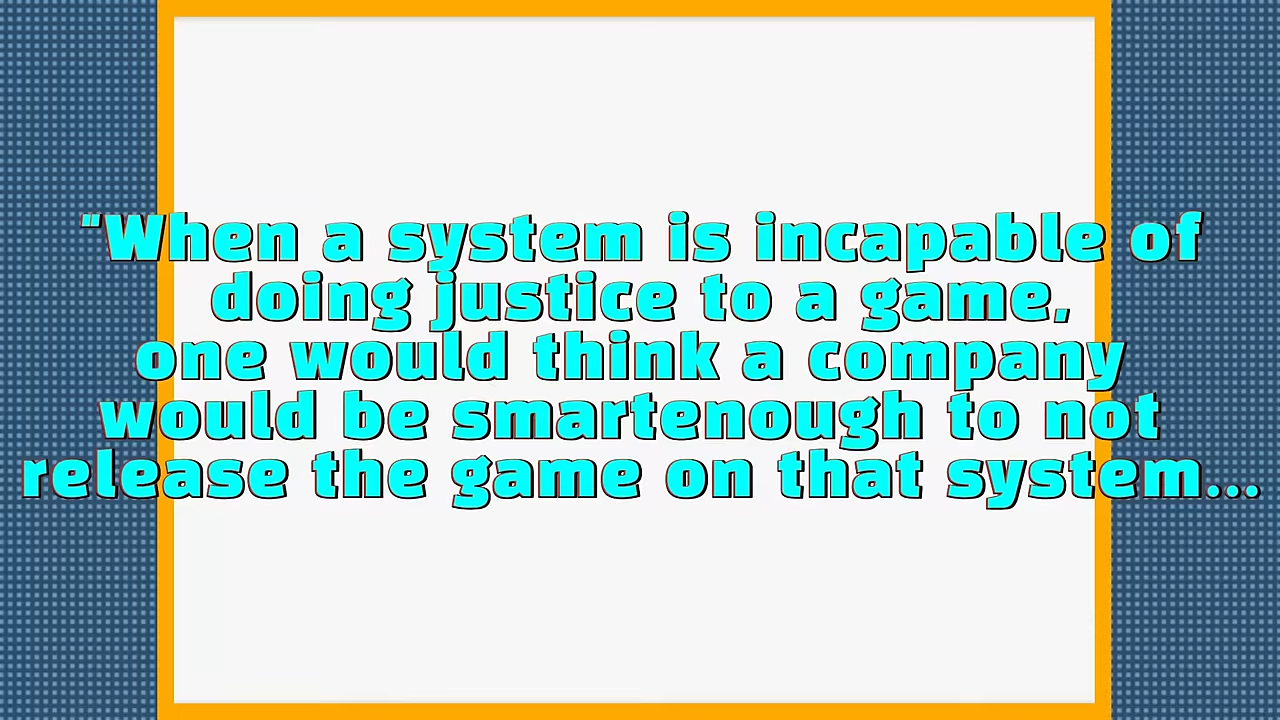 "When a system is incapable of
doing justice to a game,
one would think a company
would be smartenough to not
release the game on that system...